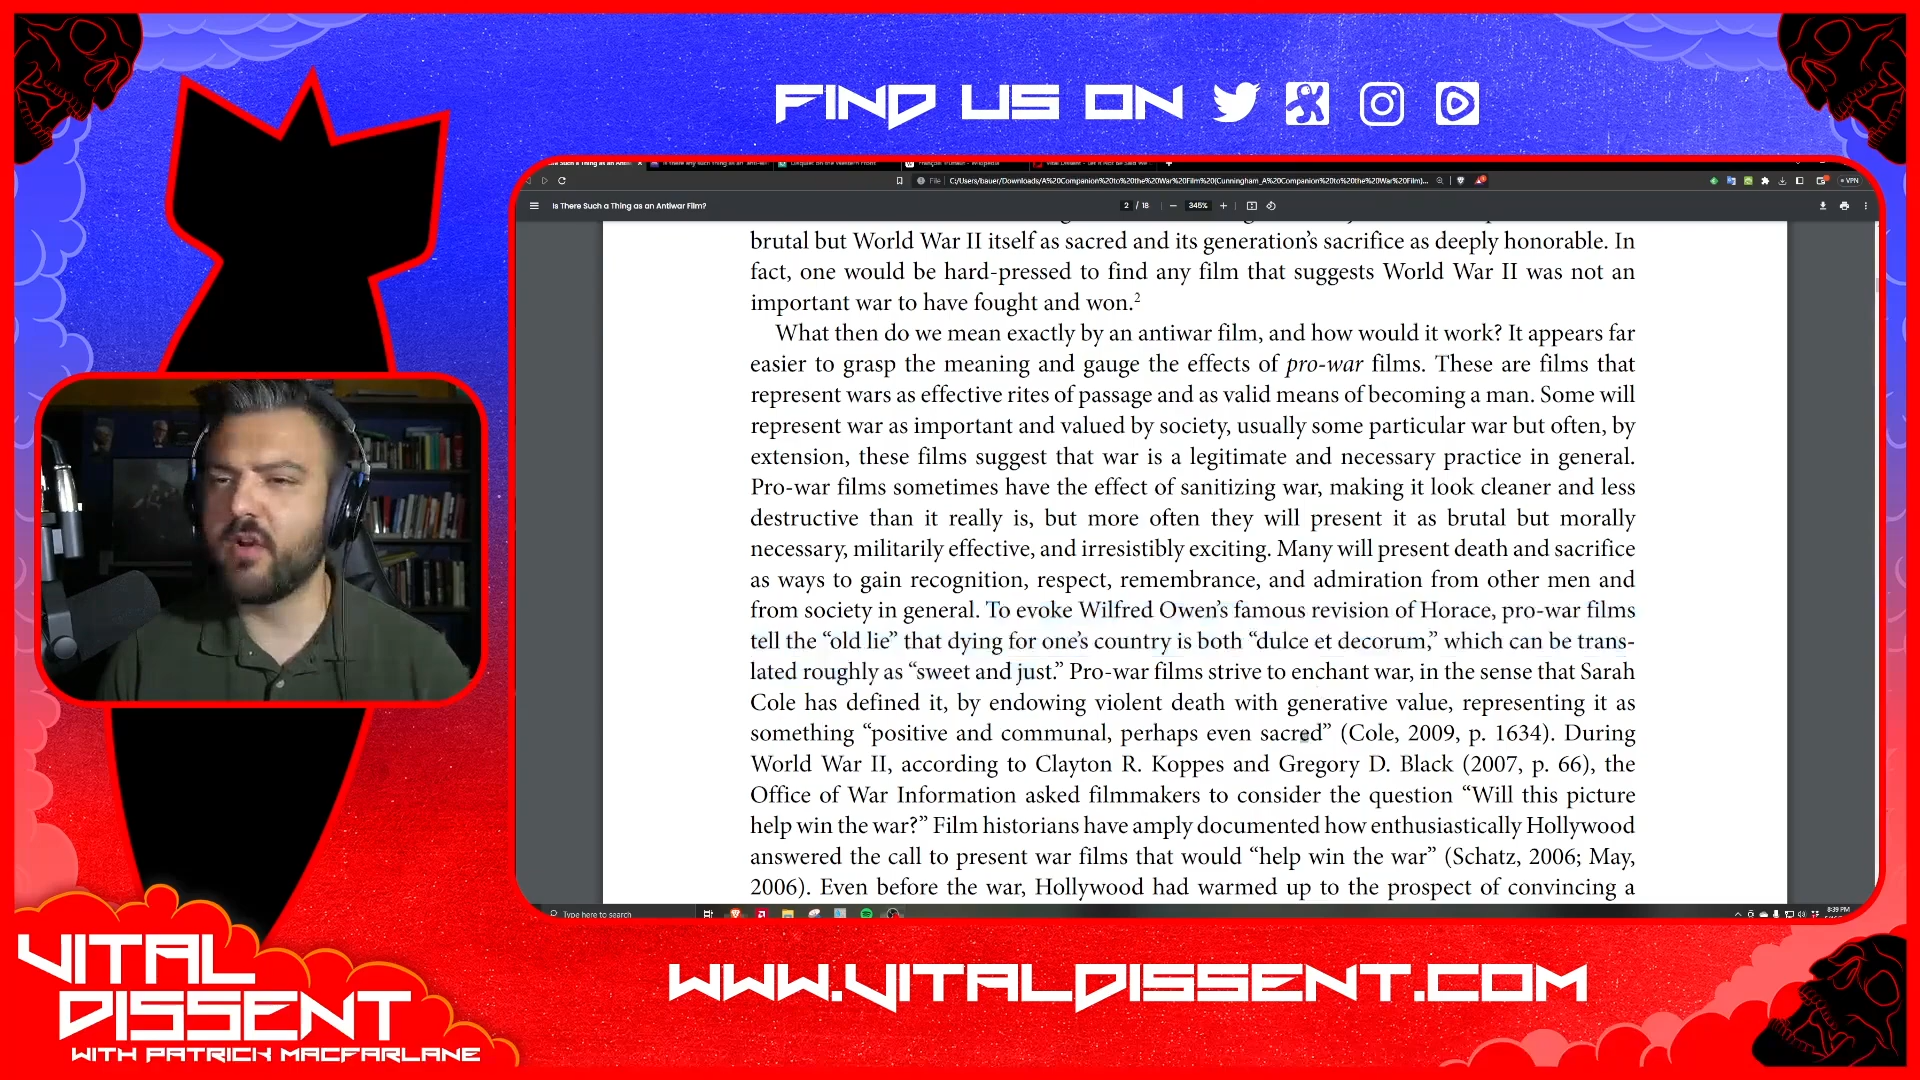 FIND US ON
Is There Such a Thing as an Antiwar Film?
2 / 18
345%
VPN
brutal but World War II itself as sacred and its generation's sacrifice as deeply honorable. In
fact, one would be hard-pressed to find any film that suggests World War II was not an
important war to have fought and won.2
What then do we mean exactly by an antiwar film, and how would it work? It appears far
easier to grasp the meaning and gauge the effects of pro-war films. These are films that
represent wars as effective rites of passage and as valid means of becoming a man. Some will
represent war as important and valued by society, usually some particular war but often, by
extension, these films suggest that war is a legitimate and necessary practice in general.
Pro-war films sometimes have the effect of sanitizing war, making it look cleaner and less
destructive than it really is, but more often they will present it as brutal but morally
necessary, militarily effective, and irresistibly exciting. Many will present death and sacrifice
as ways to gain recognition, respect, remembrance, and admiration from other men and
from society in general. To evoke Wilfred Owen's famous revision of Horace, pro-war films
tell the “old lie” that dying for one's country is both “dulce et decorum,” which can be trans-
lated roughly as “sweet and just.” Pro-war films strive to enchant war, in the sense that Sarah
Cole has defined it, by endowing violent death with generative value, representing it as
something “positive and communal, perhaps even sacred” (Cole, 2009, p. 1634). During
World War II, according to Clayton R. Koppes and Gregory D. Black (2007, p. 66), the
Office of War Information asked filmmakers to consider the question “Will this picture
help win the war?” Film historians have amply documented how enthusiastically Hollywood
answered the call to present war films that would “help win the war” (Schatz, 2006; May,
2006). Even before the war, Hollywood had warmed up to the prospect of convincing a
Type here to search
8:39 PM
VITAL
DISSENT
WITH PATRICK MACFARLANE
WWW.VITALDISSENT.COM